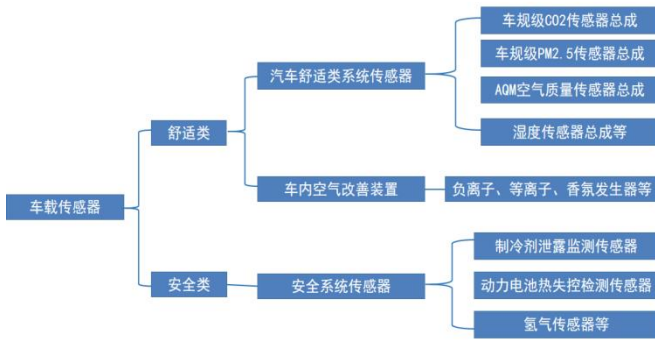 车载传感器
舒适类
汽车舒适类系统传感器
车规级CO2传感器总成
车规级PM2.5传感器总成
AQM空气质量传感器总成
湿度传感器总成等
车内空气改善装置
负离子、等离子、香氛发生器等
安全类
安全系统传感器
制冷剂泄露监测传感器
动力电池热失控检测传感器
氢气传感器等